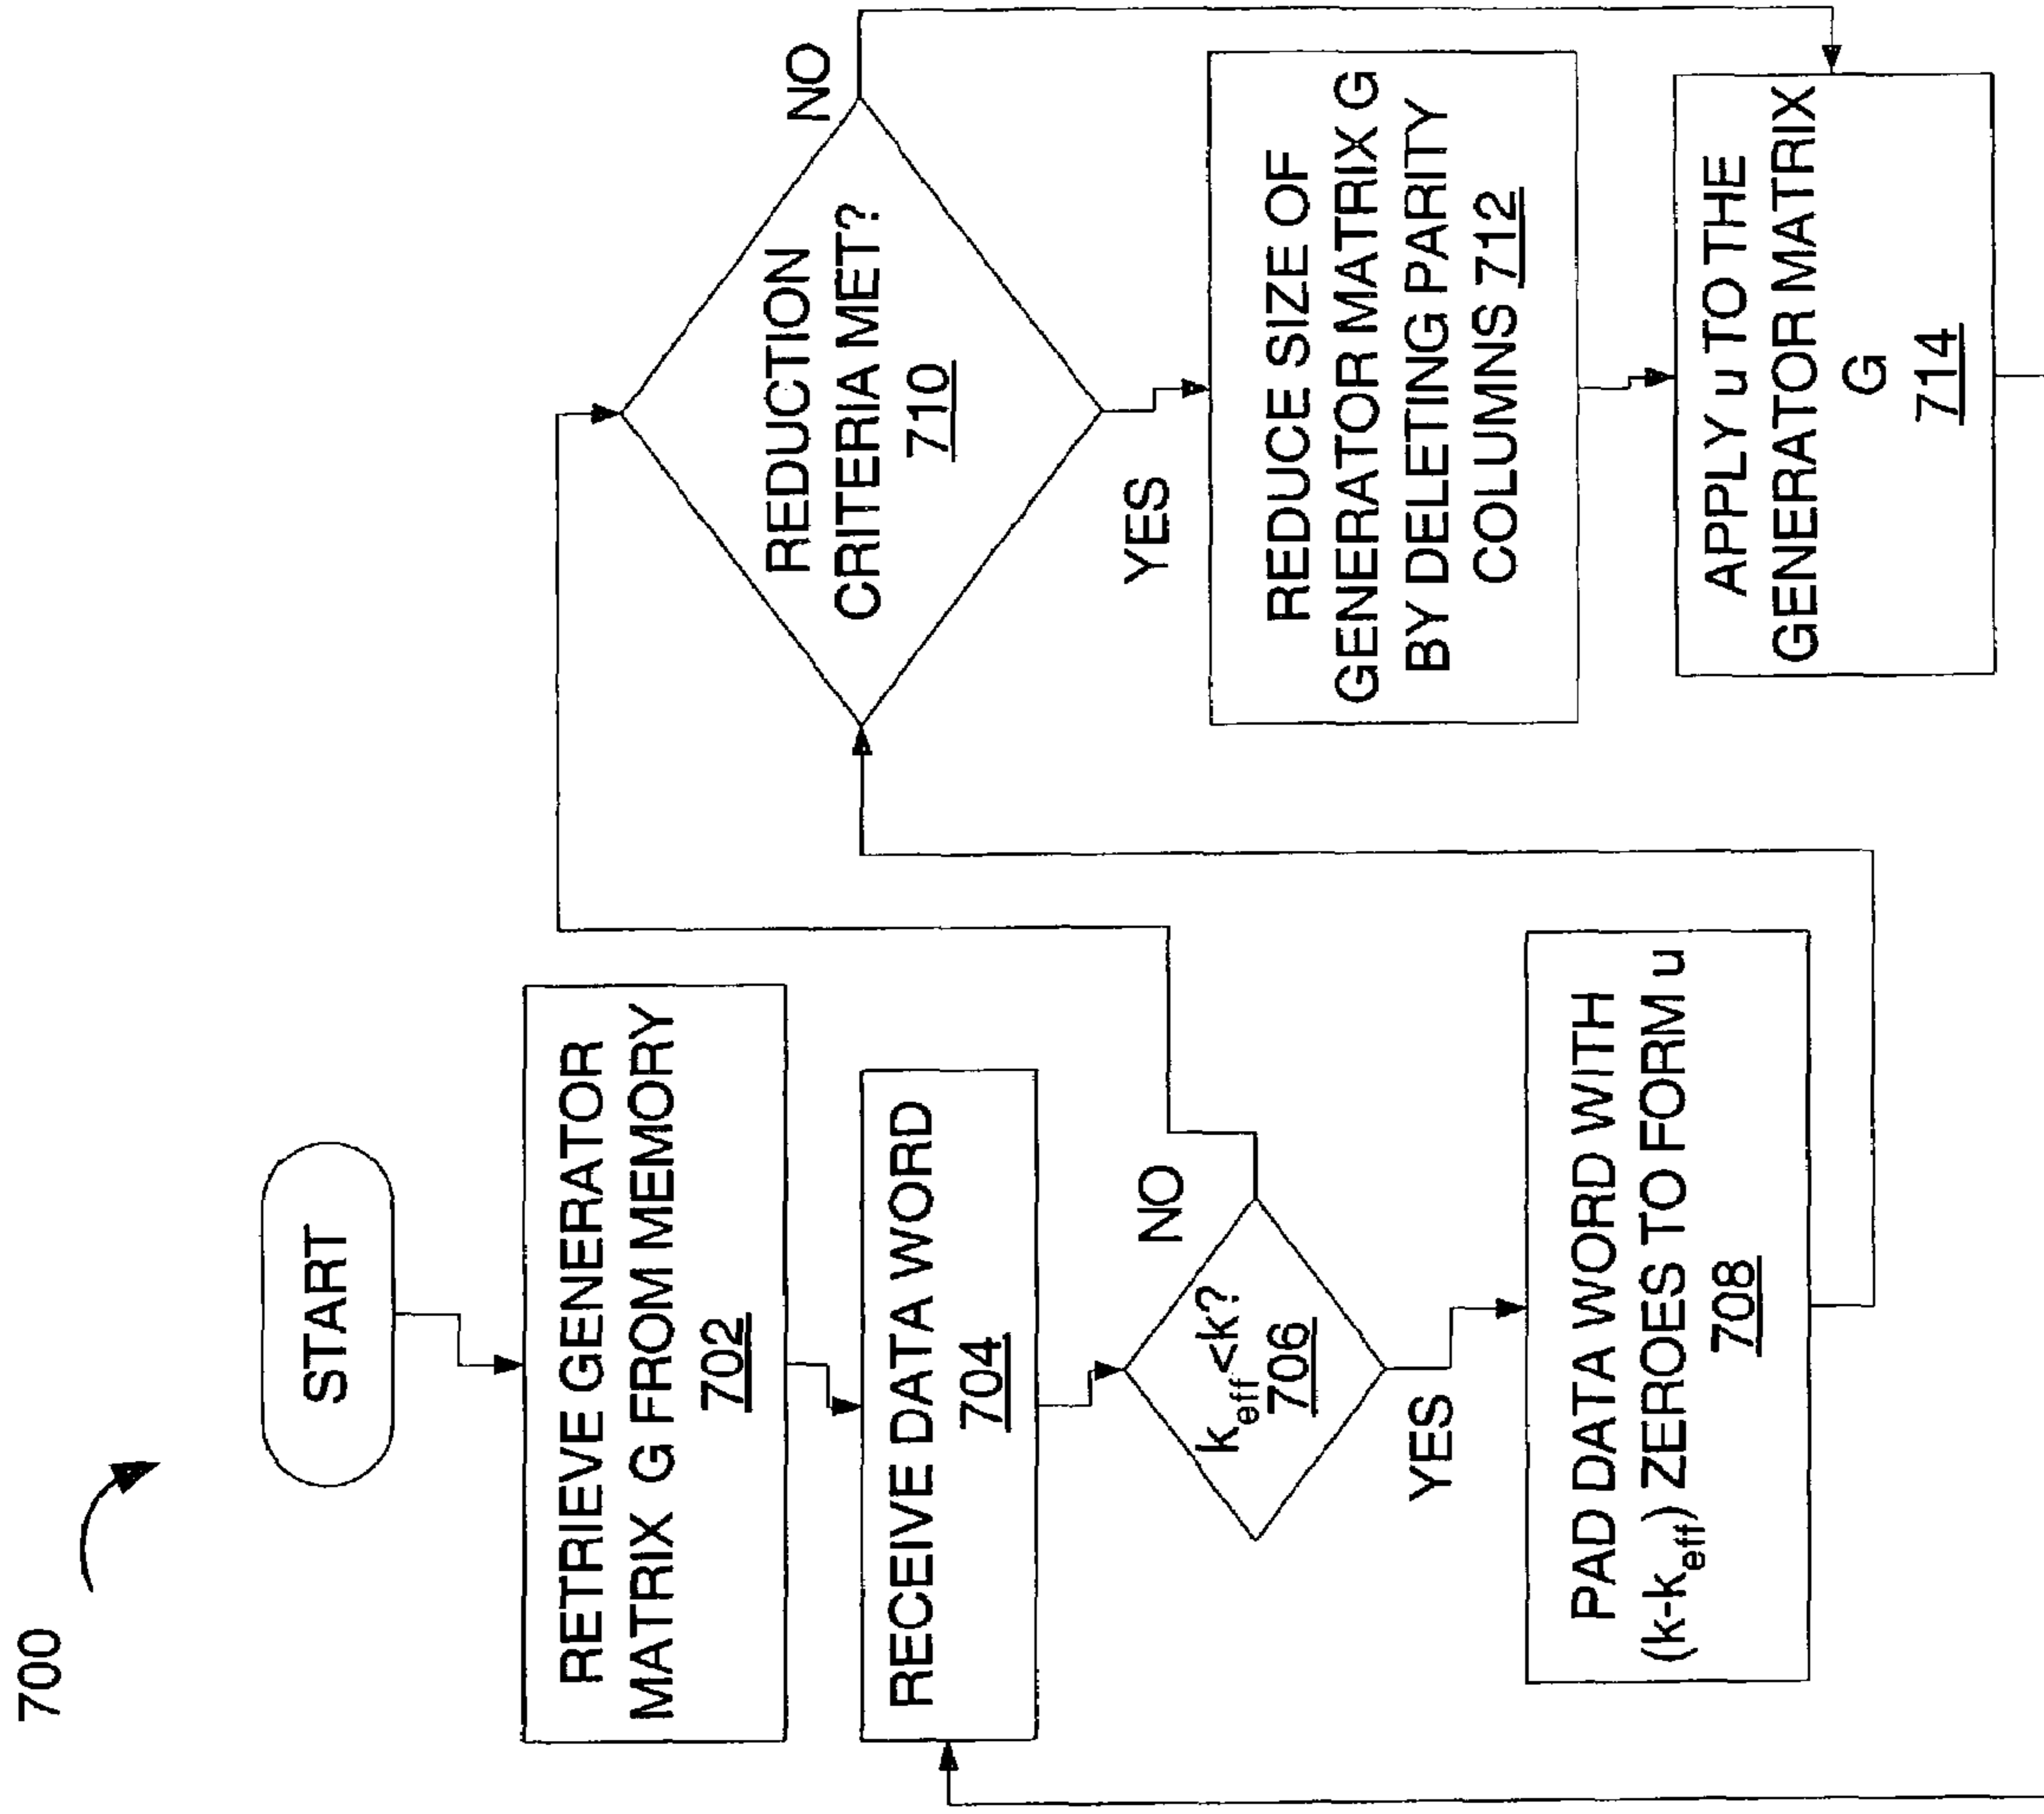 700
START
RETRIEVE GENERATOR
MATRIX G FROM MEMORY
702
RECEIVE DATA WORD
704
keff <k?
706
NO
YES
PAD DATA WORD WITH
(k-keff) ZEROES TO FORM u
708
REDUCTION
CRITERIA MET?
710
NO
YES
REDUCE SIZE OF
GENERATOR MATRIX G
BY DELETING PARITY
COLUMNS 712
APPLY u TO THE
GENERATOR MATRIX
G
714